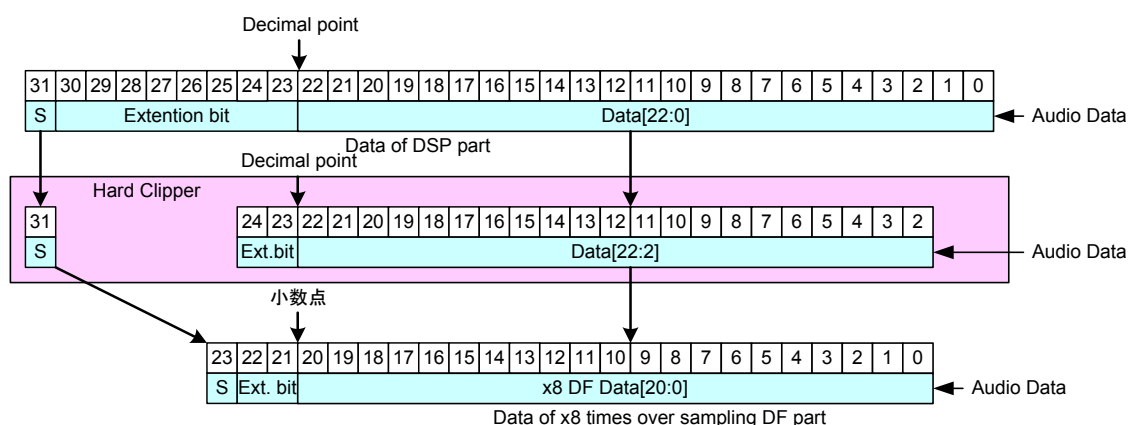 Decimal point
31 30 29 28 27 26 25 24 23 22 21 20 19 18 17 16 15 14 13 12 11 10 9 8 7 6 5 4 3 2 1 0
S Extention bit Data[22:0] Audio Data
Data of DSP part
Decimal point
Hard Clipper
31 24 23 22 21 20 19 18 17 16 15 14 13 12 11 10 9 8 7 6 5 4 3 2
S Ext.bit Data[22:2] Audio Data
小数点
23 22 21 20 19 18 17 16 15 14 13 12 11 10 9 8 7 6 5 4 3 2 1 0
S Ext. bit x8 DF Data[20:0] Audio Data
Data of x8 times over sampling DF part